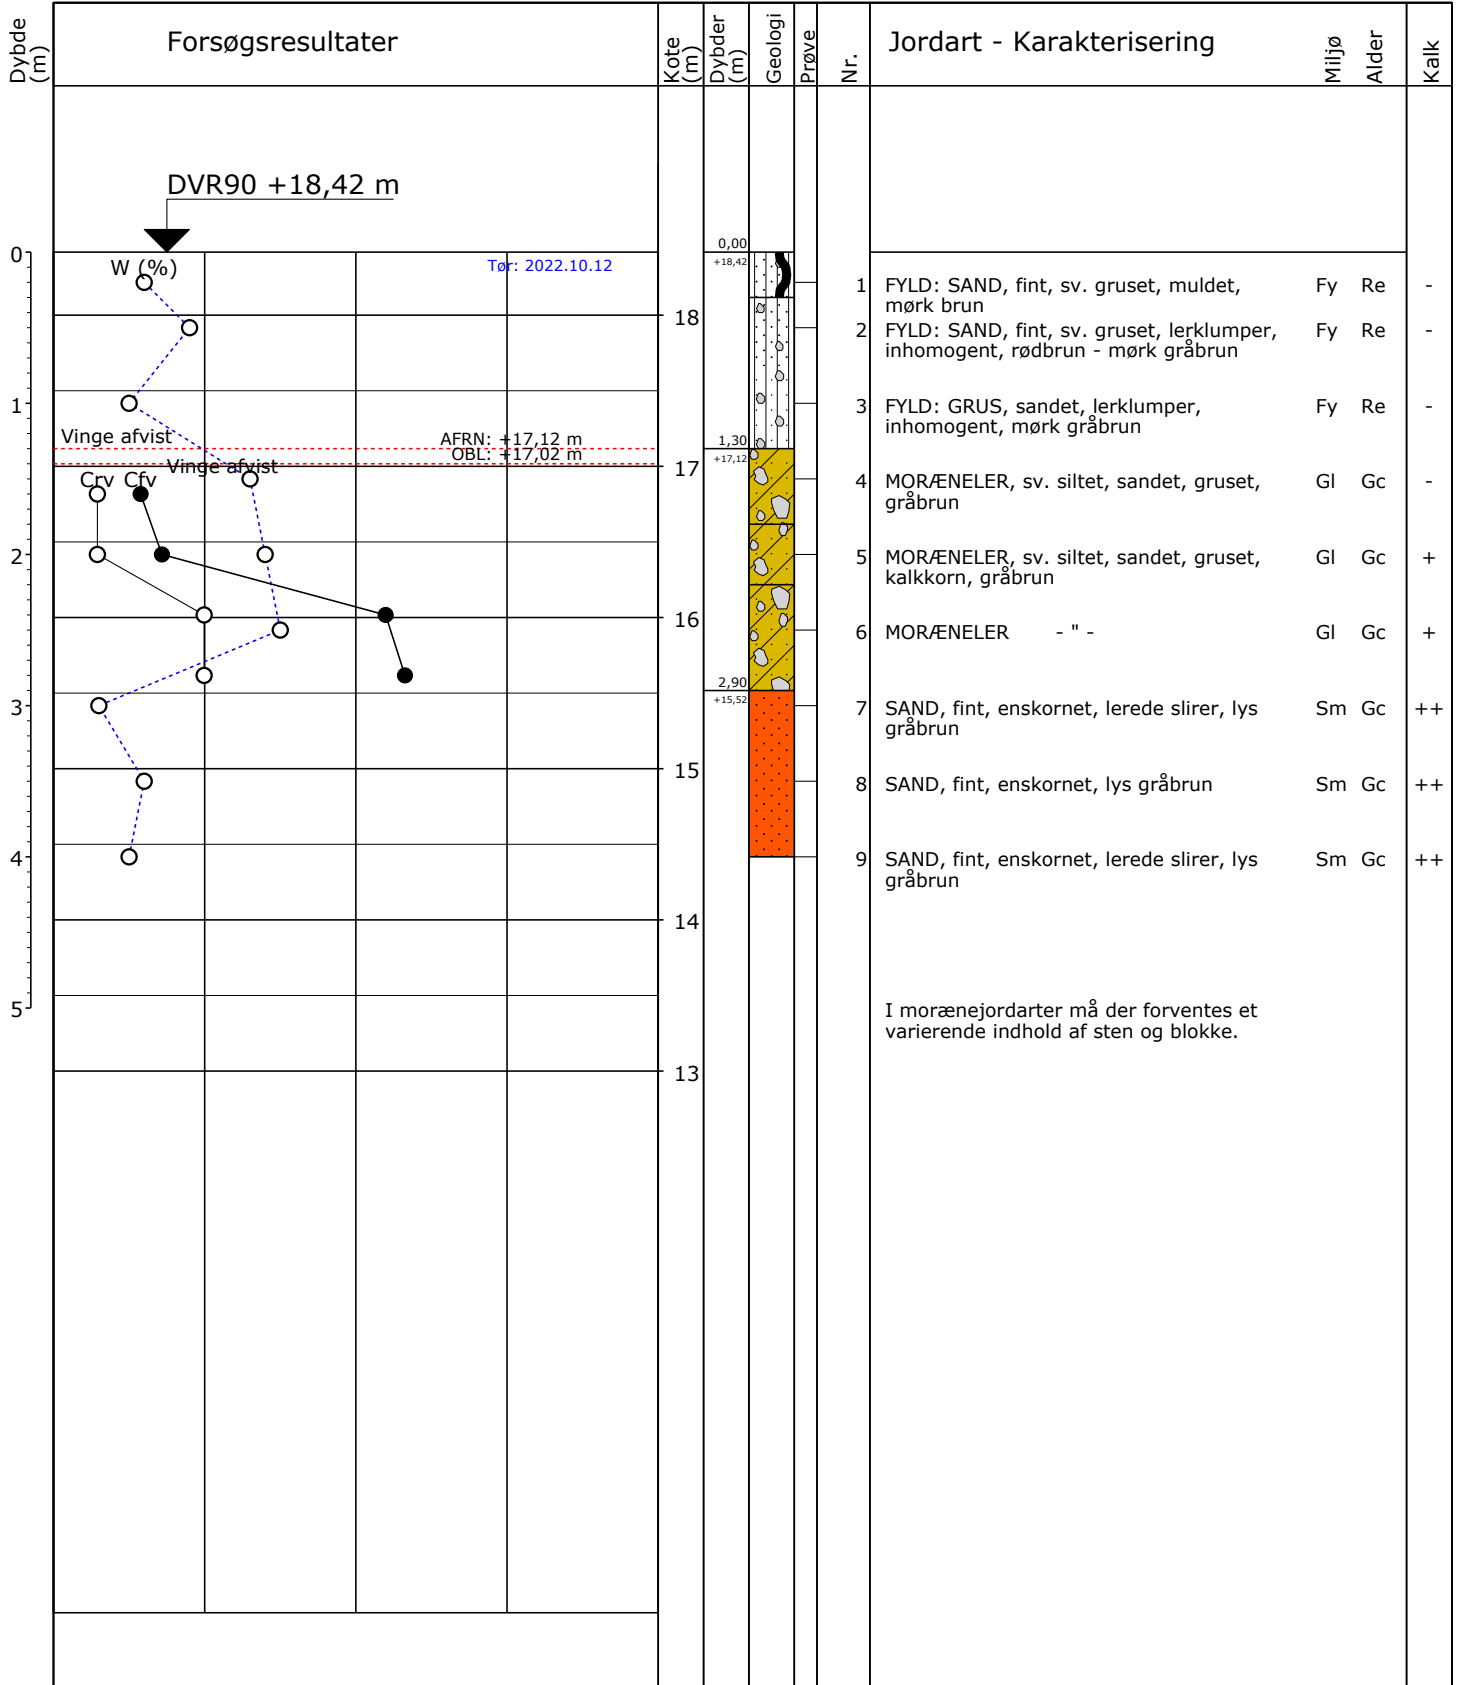 Dybde (m)
Forsøgsresultater
Kote (m)
Dybder (m)
Geologi
Prøve
Nr.
Jordart - Karakterisering
Miljø
Alder
Kalk
DVR90 +18,42 m
0
W (%)
Tør: 2022.10.12
0,00
+18,42
1 FYLD: SAND, fint, sv. gruset, muldet, Fy Re -
mørk brun
18
2 FYLD: SAND, fint, sv. gruset, lerklumper, Fy Re -
inhomogent, rødbrun - mørk gråbrun
1
3 FYLD: GRUS, sandet, lerklumper, Fy Re -
inhomogent, mørk gråbrun
Vinge afvist
AFRN: +17,12 m
1,30
OBL: +17,02 m
+17,12
Vinge afvist
17
Crv Cfv
4 MORÆNELER, sv. siltet, sandet, gruset, Gl Gc -
gråbrun
2
5 MORÆNELER, sv. siltet, sandet, gruset, Gl Gc +
kalkkorn, gråbrun
16
6 MORÆNELER - " - Gl Gc +
2,90
+15,52
3
7 SAND, fint, enskornet, lerede slirer, lys Sm Gc ++
gråbrun
15
8 SAND, fint, enskornet, lys gråbrun Sm Gc ++
4
9 SAND, fint, enskornet, lerede slirer, lys Sm Gc ++
gråbrun
14
5
I morænejordarter må der forventes et
varierende indhold af sten og blokke.
13